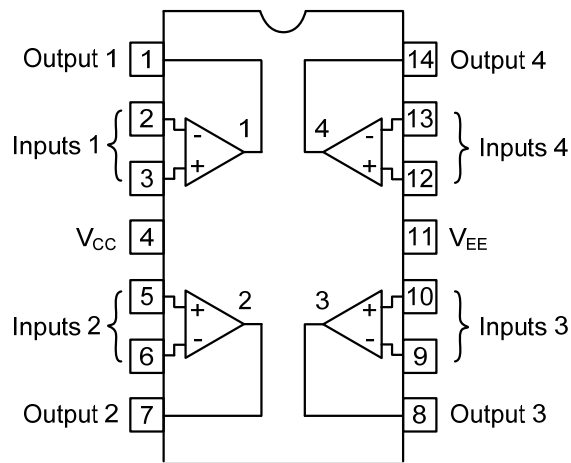 Output 1 1 14 Output 4
2 - 1 4 - 13
Inputs 1 Inputs 4
3 + + 12
VCC 4 11 VEE
5 + 2 3 + 10
Inputs 2 Inputs 3
6 - - 9
Output 2 7 8 Output 3